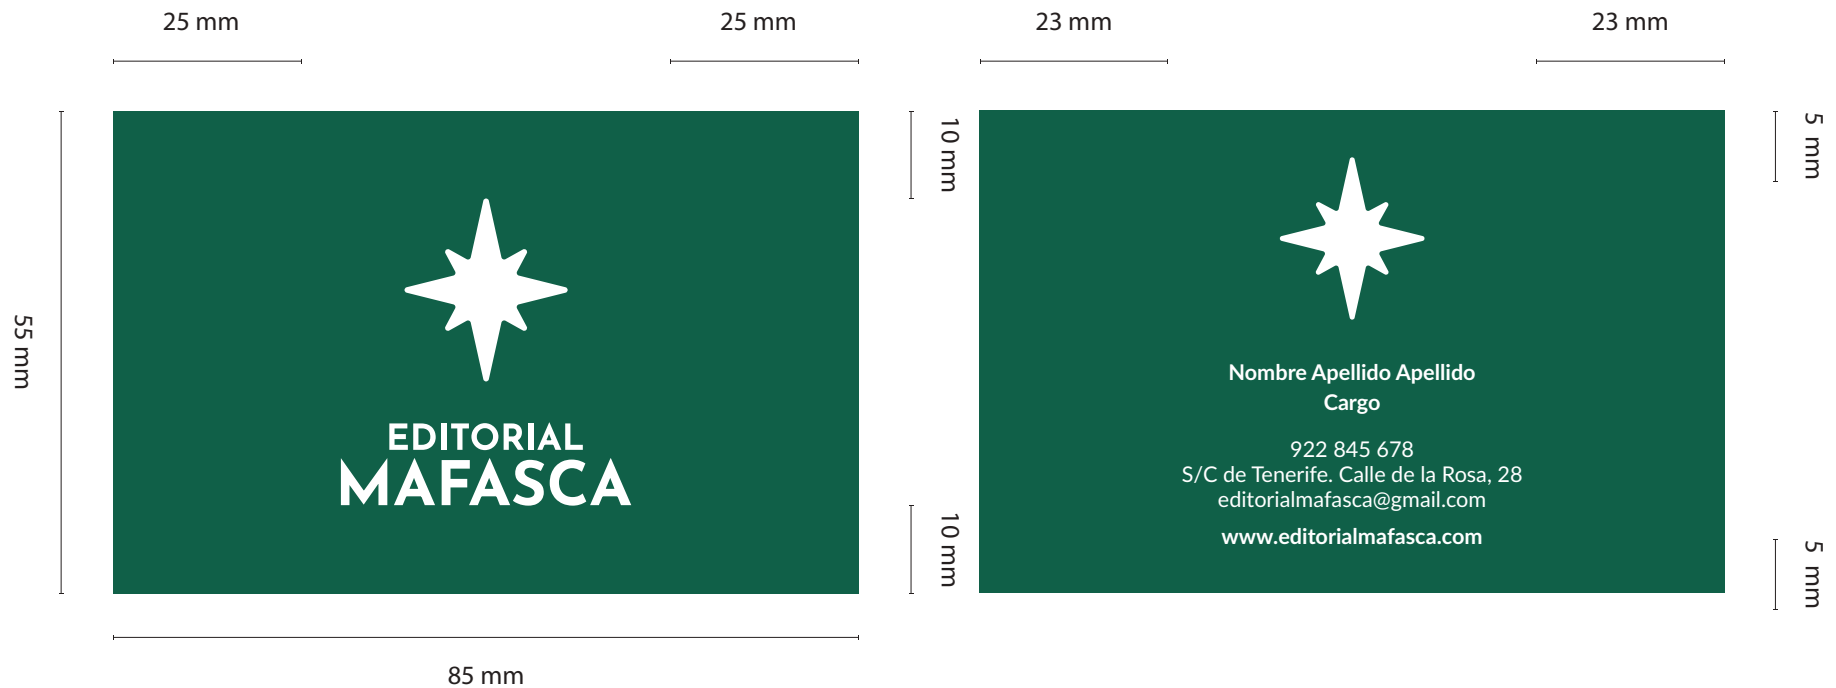 25 mm
25 mm
23 mm
23 mm
10 mm
5 mm
55 mm
EDITORIAL
MAFASCA
10 mm
Nombre Apellido Apellido
Cargo
922 845 678
S/C de Tenerife. Calle de la Rosa, 28
editorialmafasca@gmail.com
www.editorialmafasca.com
5 mm
85 mm